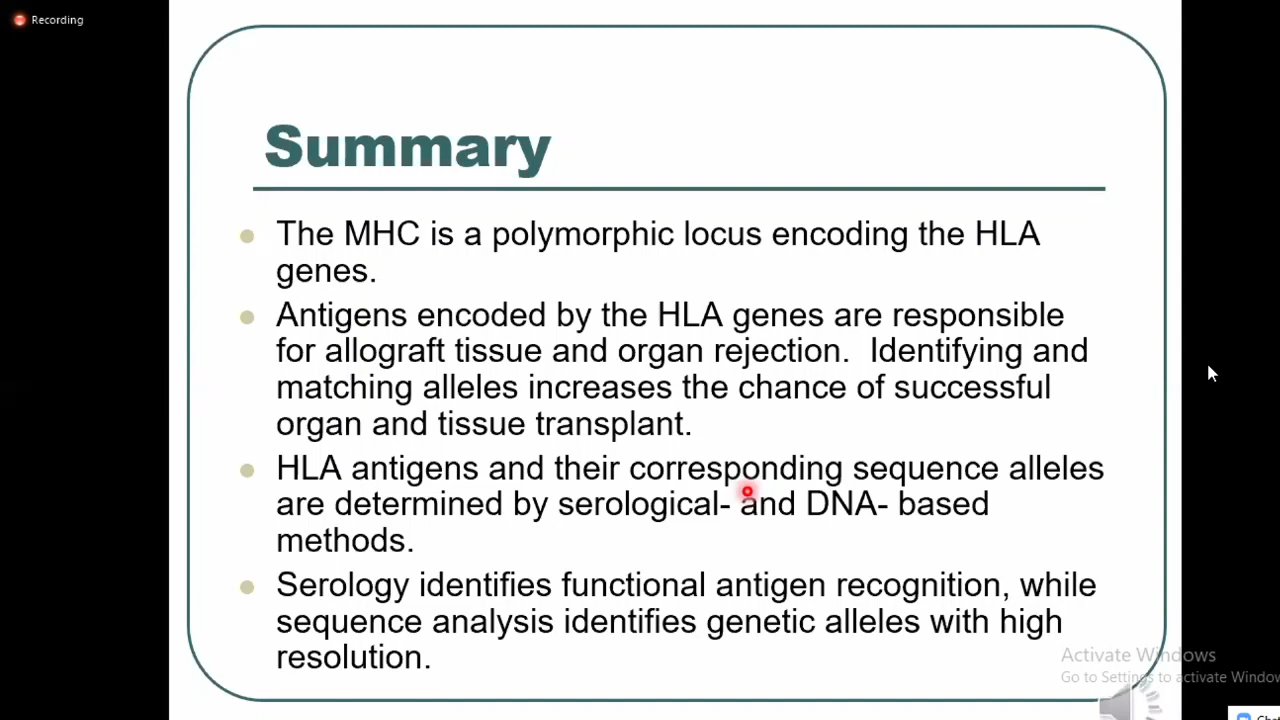 Recording
Summary
The MHC is a polymorphic locus encoding the HLA
genes.
Antigens encoded by the HLA genes are responsible
for allograft tissue and organ rejection.  Identifying and
matching alleles increases the chance of successful
organ and tissue transplant.
HLA antigens and their corresponding sequence alleles
are determined by serological- and DNA- based
methods.
Serology identifies functional antigen recognition, while
sequence analysis identifies genetic alleles with high
resolution.
Activate Windows
Go to Settings to activate Window